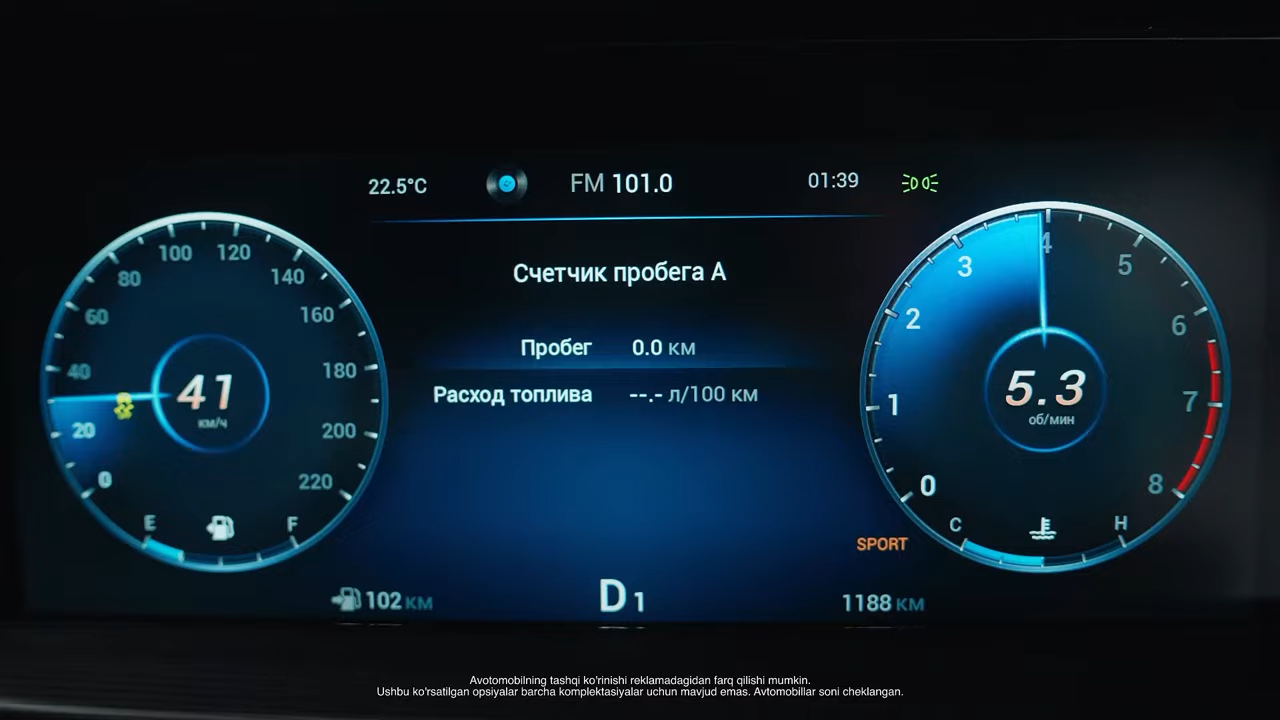 22.5°C
FM 101.0
01:39
Счетчик пробега A
Пробег 0.0 км
Расход топлива --.- л/100 км
0
20
40
60
80
100
120
140
160
180
200
220
41
км/ч
E
F
0
1
2
3
4
5
6
7
8
5.3
об/мин
C
H
SPORT
102 км
D 1
1188 км
Avotomobilning tashqi ko'rinishi reklamadagidan farq qilishi mumkin.
Ushbu ko'rsatilgan opsiyalar barcha komplektasiyalar uchun mavjud emas. Avtomobillar soni cheklangan.